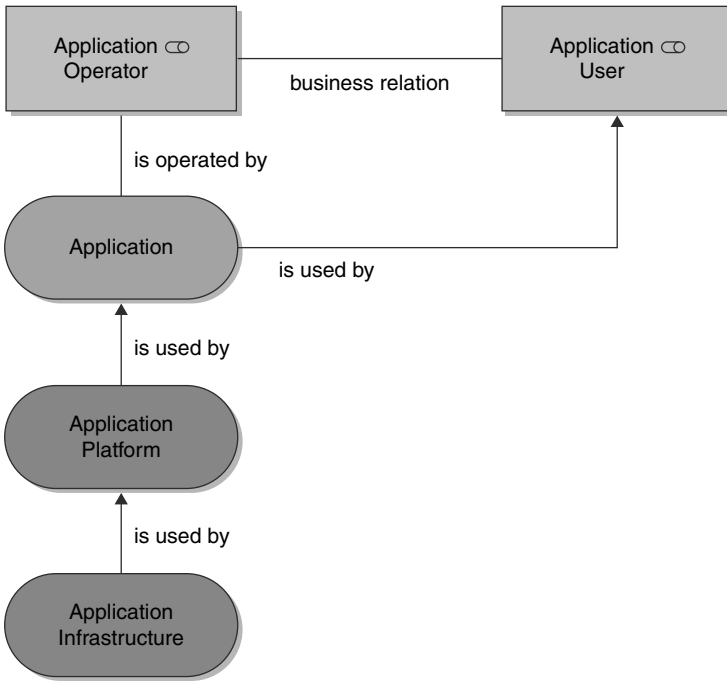 Application
Operator
Application
User
business relation
is operated by
Application
is used by
is used by
Application
Platform
is used by
Application
Infrastructure